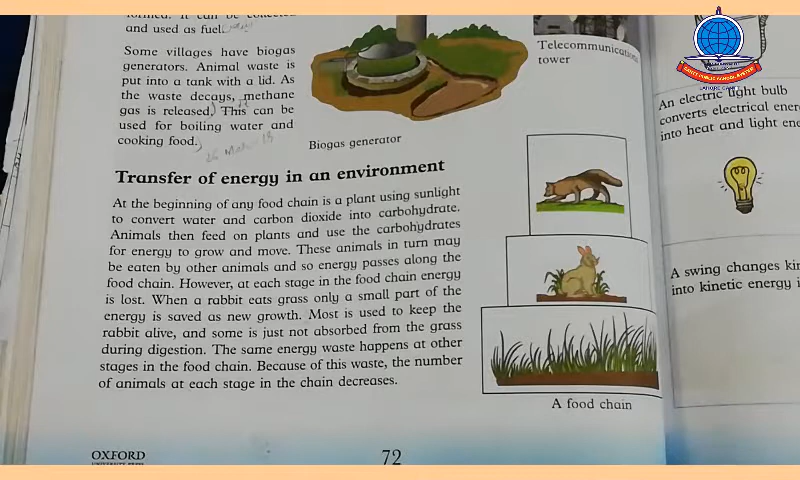 and used as fuel.
Some villages have biogas
generators. Animal waste is
put into a tank with a lid. As
the waste decays, methane
gas is released. This can be
used for boiling water and
cooking food.
Biogas generator
Telecommunication
tower
Transfer of energy in an environment
At the beginning of any food chain is a plant using sunlight
to convert water and carbon dioxide into carbohydrate.
Animals then feed on plants and use the carbohydrates
for energy to grow and move. These animals in turn may
be eaten by other animals and so energy passes along the
food chain. However, at each stage in the food chain energy
is lost. When a rabbit eats grass only a small part of the
energy is saved as new growth. Most is used to keep the
rabbit alive, and some is just not absorbed from the grass
during digestion. The same energy waste happens at other
stages in the food chain. Because of this waste, the number
of animals at each stage in the chain decreases.
A food chain
OXFORD
72
An electric light bulb
converts electrical
into heat and light
A swing changes
into kinetic energy